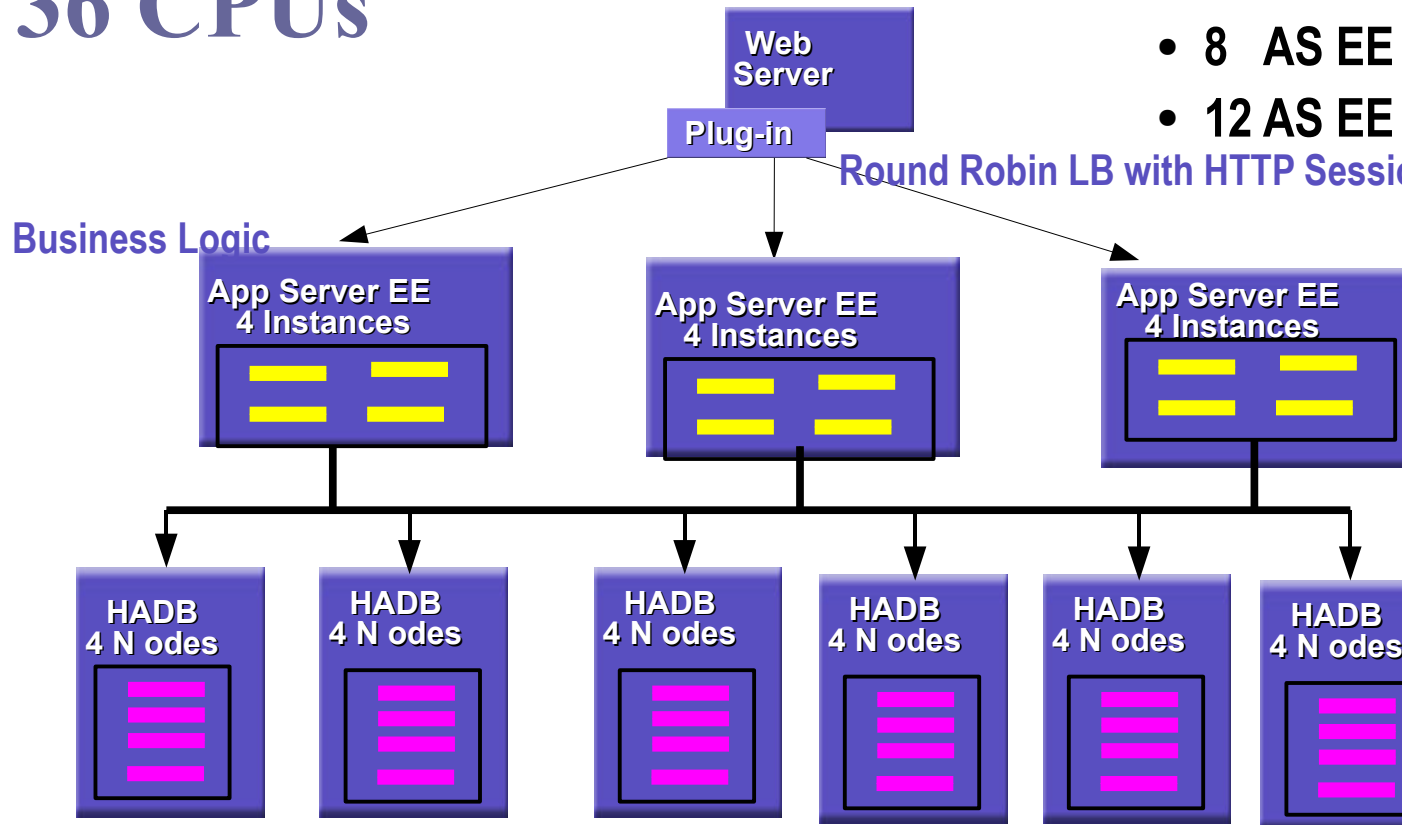 36 CPUs
• 8 AS EE
• 12 AS EE
Web
Server
Plug-in
Round Robin LB with HTTP
Business Logic
App Server EE
4 Instances
App Server EE
4 Instances
App Server EE
4 Instances
HADB
4 N odes
HADB
4 N odes
HADB
4 N odes
HADB
4 N odes
HADB
4 N odes
HADB
4 N odes